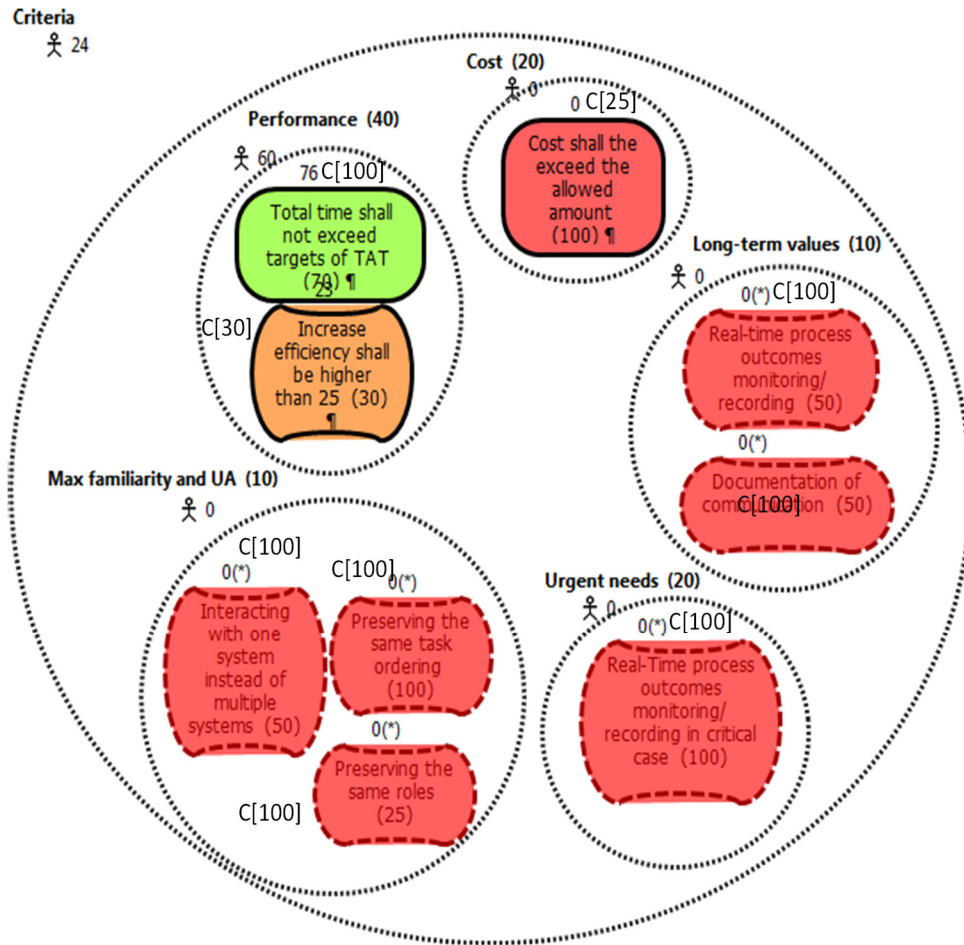 Criteria
24
Cost (20)
0
0 C[25]
Cost shall the
exceed the
allowed
amount
(100) ¶
Performance (40)
60
76 C[100]
Total time shall
not exceed
targets of TAT
(70) ¶
23
C[30]
Increase
efficiency shall
be higher
than 25 (30)
¶
Long-term values (10)
0
0(*) C[100]
Real-time process
outcomes
monitoring/
recording (50)
0(*)
Documentation of
communication (50)
C[100]
Max familiarity and UA (10)
0
C[100]
0(*)
Interacting
with one
system
instead of
multiple
systems (50)
C[100]
0(*)
Preserving the
same task
ordering
(100)
0(*)
Preserving the
same roles
(25)
C[100]
Urgent needs (20)
0
0(*) C[100]
Real-Time process
outcomes
monitoring/
recording in critical
case (100)